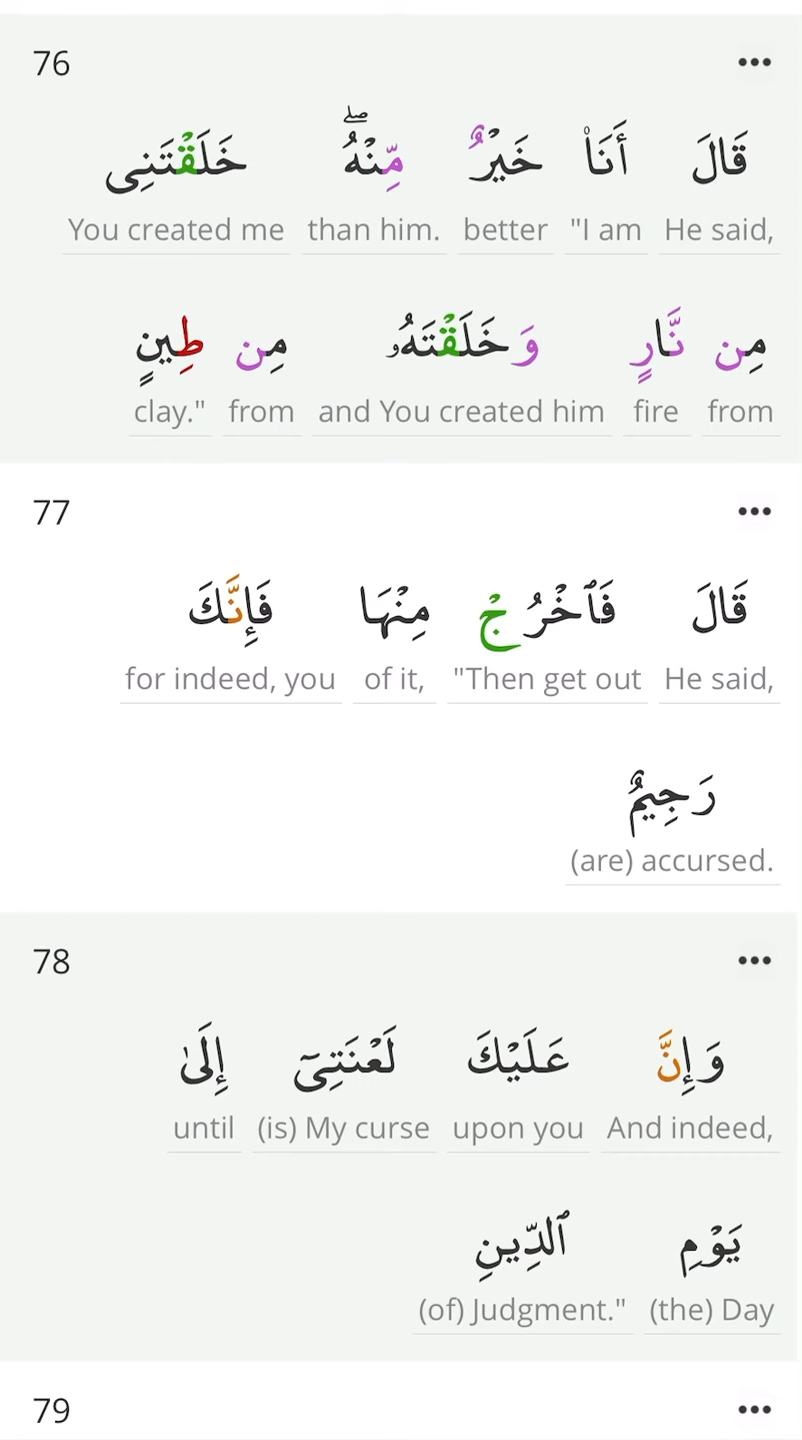 76
قَالَ أَنَا۠ خَيْرٌۭ مِّنْهُ ۖ خَلَقْتَنِى
He said, "I am better than him. You created me
مِن نَّارٍۢ وَخَلَقْتَهُۥ مِن طِينٍۢ
from fire and You created him from clay."
77
قَالَ فَٱخْرُجْ مِنْهَا فَإِنَّكَ
He said, "Then get out of it, for indeed, you
رَجِيمٌۭ
(are) accursed.
78
وَإِنَّ عَلَيْكَ لَعْنَتِىٓ إِلَىٰ
And indeed, upon you (is) My curse until
يَوْمِ ٱلدِّينِ
(the) Day (of) Judgment."
79